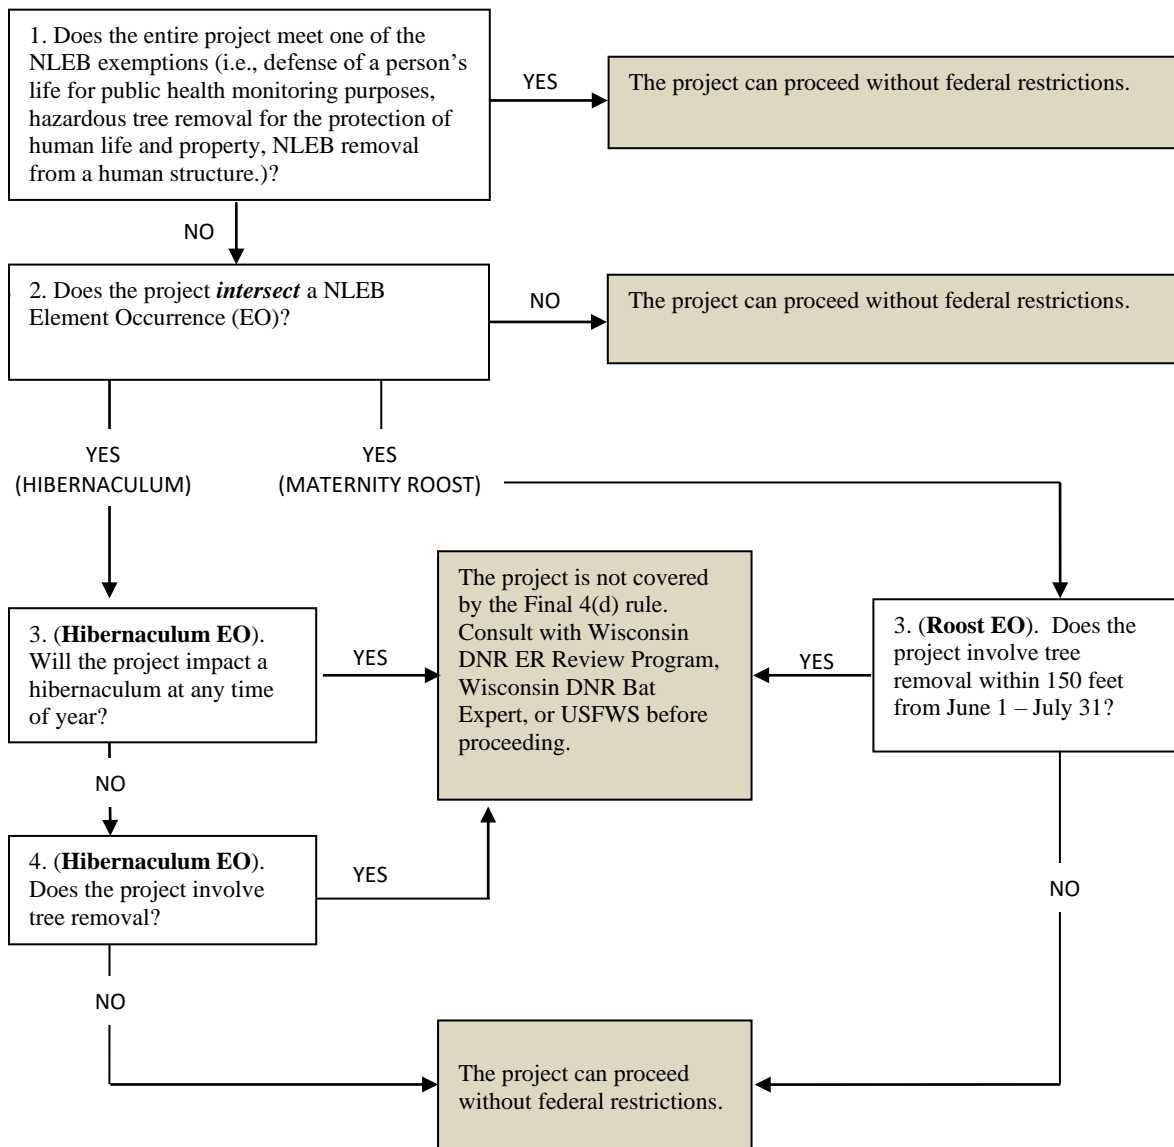 1. Does the entire project meet one of the
NLEB exemptions (i.e., defense of a person’s
life for public health monitoring purposes,
hazardous tree removal for the protection of
human life and property, NLEB removal
from a human structure.)?
YES
The project can proceed without federal restrictions.
NO
2. Does the project intersect a NLEB
Element Occurrence (EO)?
NO
The project can proceed without federal restrictions.
YES
(HIBERNACULUM)
YES
(MATERNITY ROOST)
3. (Hibernaculum EO).
Will the project impact a
hibernaculum at any time
of year?
YES
The project is not covered
by the Final 4(d) rule.
Consult with Wisconsin
DNR ER Review Program,
Wisconsin DNR Bat
Expert, or USFWS before
proceeding.
YES
3. (Roost EO).  Does the
project involve tree
removal within 150 feet
from June 1 – July 31?
NO
4. (Hibernaculum EO).
Does the project involve
tree removal?
YES
NO
NO
The project can proceed
without federal restrictions.